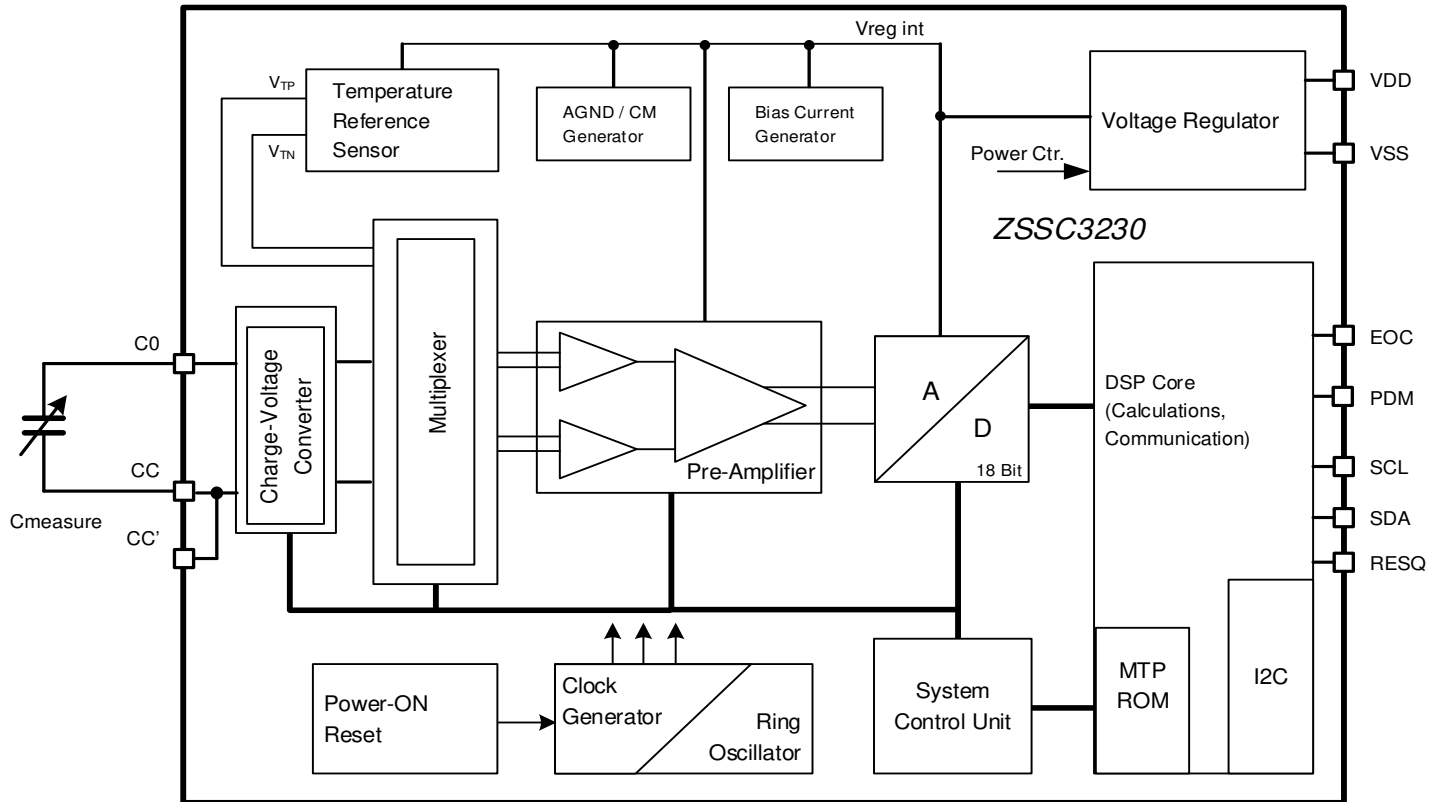 Vreg int
VTP
VTN
Temperature
Reference
Sensor
AGND / CM
Generator
Bias Current
Generator
Voltage Regulator
VDD
VSS
Power Ctr.
ZSSC3230
C0
CC
CC’
Cmeasure
Charge-Voltage
Converter
Multiplexer
Pre-Amplifier
A
D
18 Bit
DSP Core
(Calculations,
Communication)
EOC
PDM
SCL
SDA
RESQ
Power-ON
Reset
Clock
Generator
Ring
Oscillator
System
Control Unit
MTP
ROM
I2C